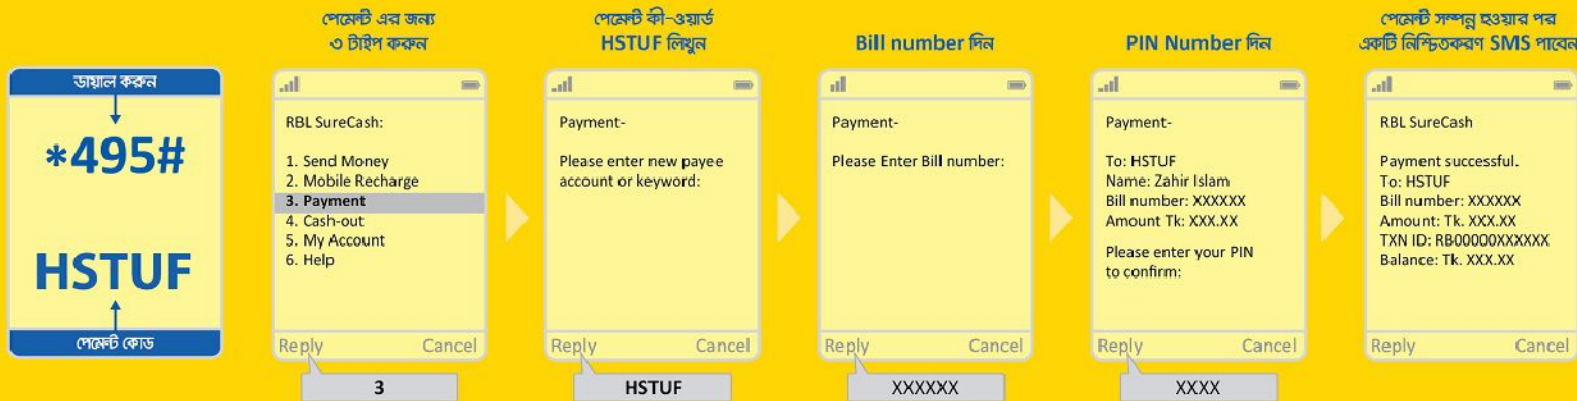 ডায়াল করুন
*495#
HSTUF
পেমেন্ট কোড
পেমেন্ট এর জন্য
৩ টাইপ করুন
RBL SureCash:
1. Send Money
2. Mobile Recharge
3. Payment
4. Cash-out
5. My Account
6. Help
Reply Cancel
3
পেমেন্ট কী-ওয়ার্ড
HSTUF লিখুন
Payment-
Please enter new payee
account or keyword:
Reply Cancel
HSTUF
Bill number দিন
Payment-
Please Enter Bill number:
Reply Cancel
XXXXXX
PIN Number দিন
Payment-
To: HSTUF
Name: Zahir Islam
Bill number: XXXXXX
Amount Tk: XXX.XX
Please enter your PIN
to confirm:
Reply Cancel
XXXX
পেমেন্ট সম্পন্ন হওয়ার পর
একটি নিশ্চিতকরণ SMS পাবেন
RBL SureCash
Payment successful.
To: HSTUF
Bill number: XXXXXX
Amount: Tk. XXX.XX
TXN ID: RB00000XXXXXX
Balance: Tk. XXX.XX
Reply Cancel